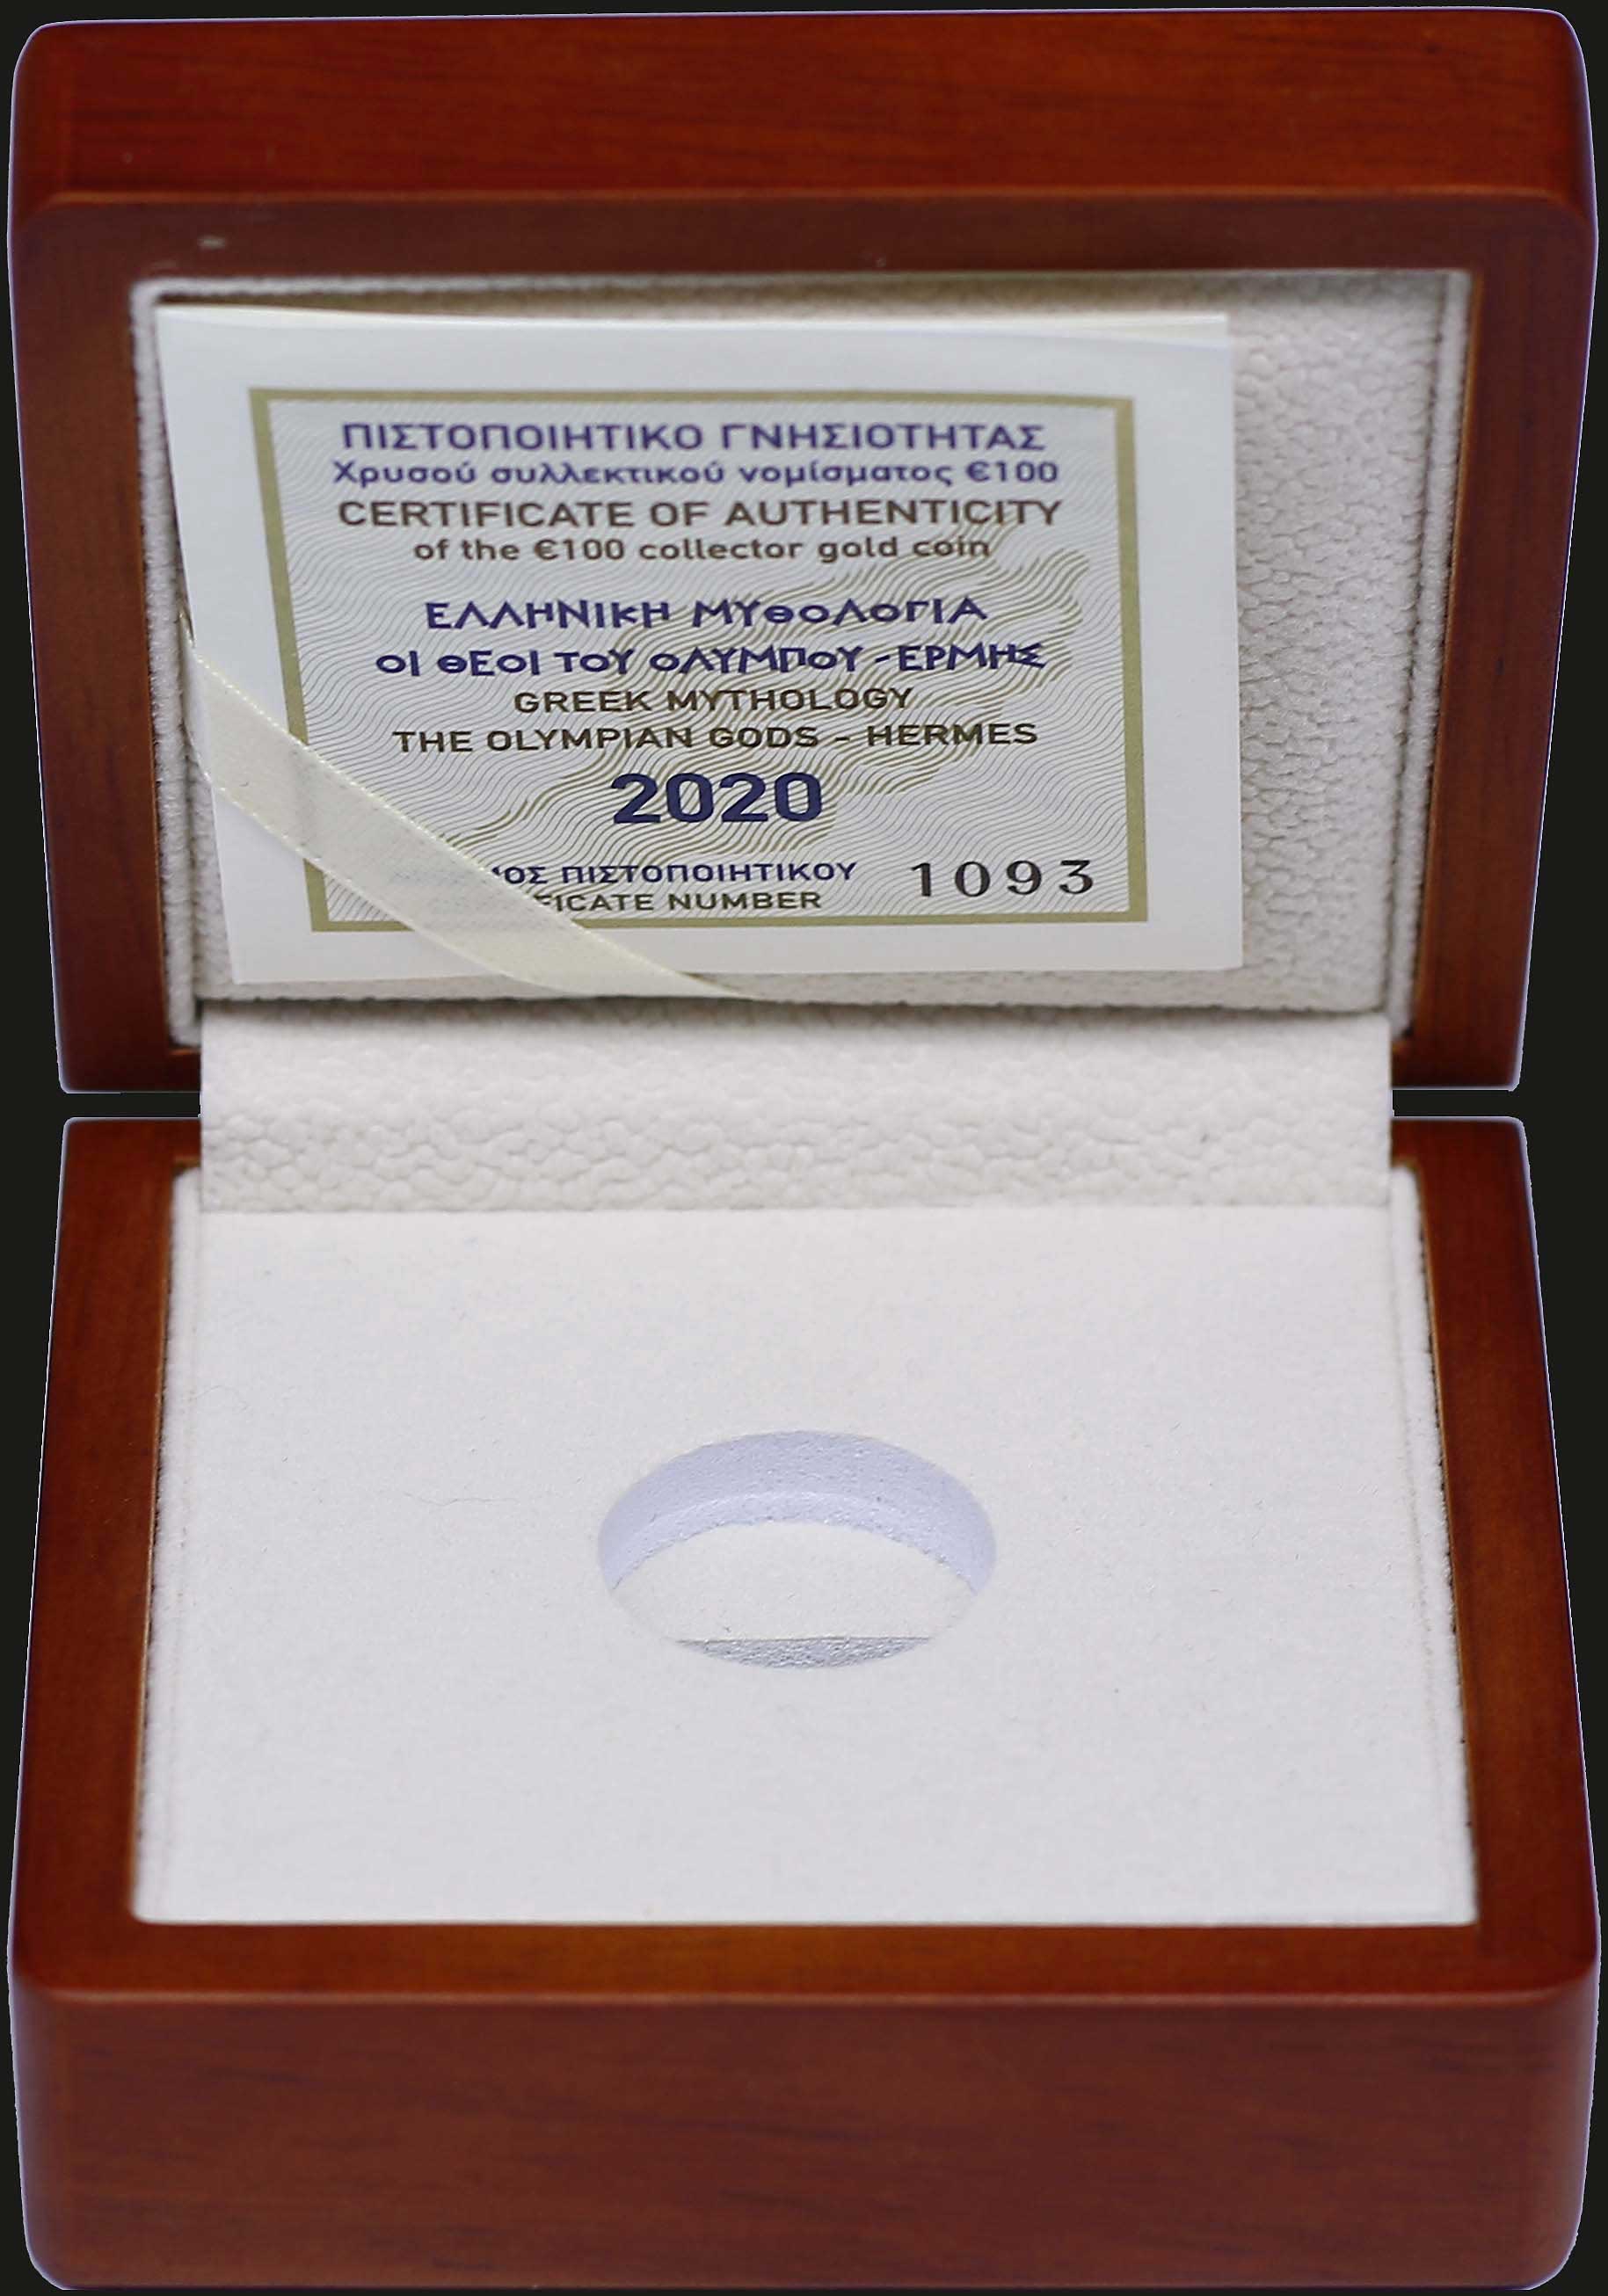 ΠΙΣΤΟΠΟΙΗΤΙΚΟ ΓΝΗΣΙΟΤΗΤΑΣ
Χρυσού συλλεκτικού νομίσματος €100
CERTIFICATE OF AUTHENTICITY
of the €100 collector gold coin
ΕΛΛΗΝΙΚΗ ΜΥΘΟΛΟΓΙΑ
ΟΙ ΘΕΟΙ ΤΟΥ ΟΛΥΜΠΟΥ - ΕΡΜΗΣ
GREEK MYTHOLOGY
THE OLYMPIAN GODS - HERMES
2020
ΠΙΣΤΟΠΟΙΗΤΙΚΟΥ 1093
NUMBER